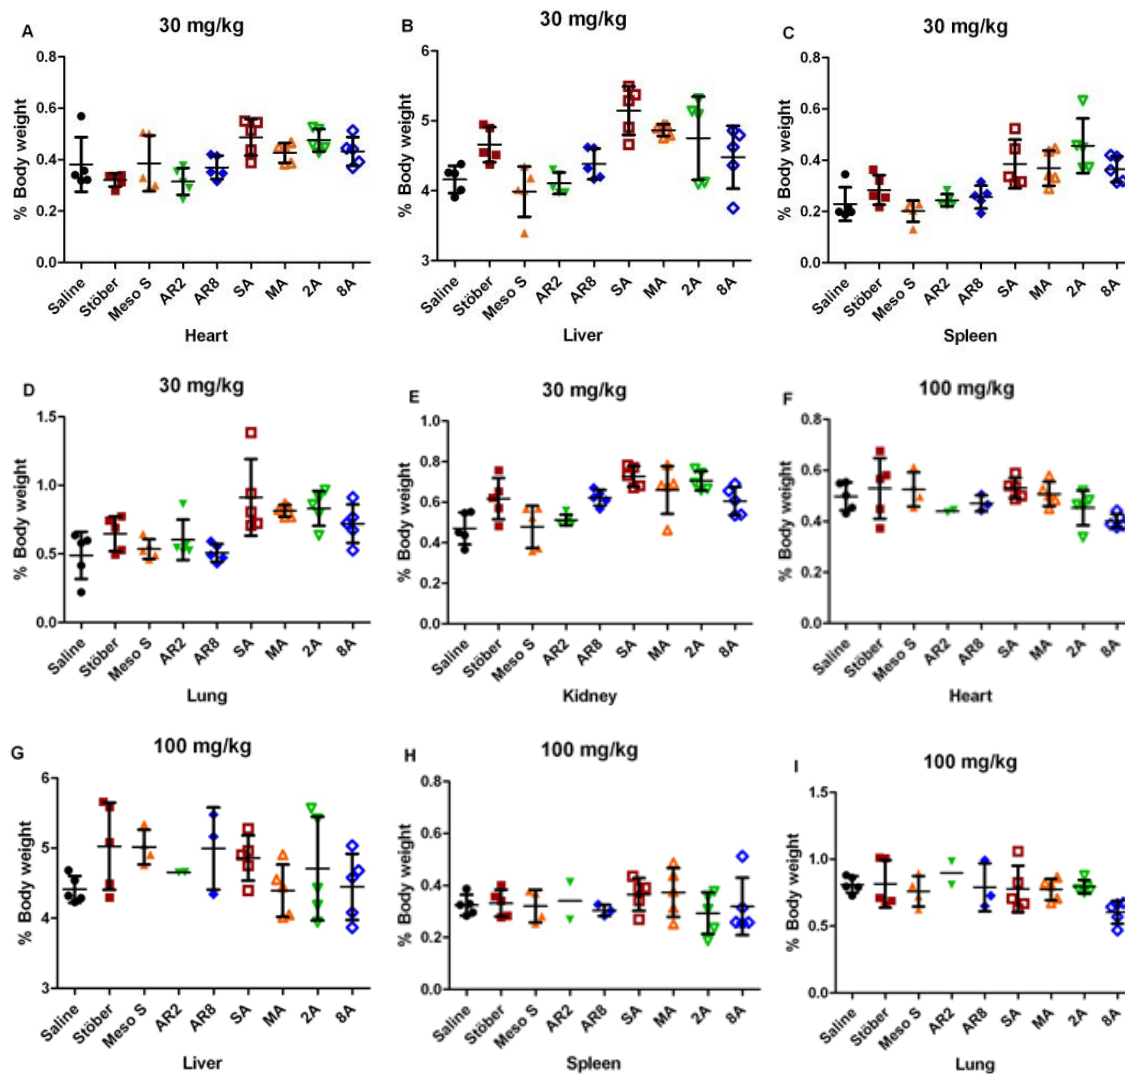 A
30 mg/kg
% Body weight
0.8
0.6
0.4
0.2
0.0
Saline
Stöber
Meso S
AR2
AR8
SA
MA
2A
8A
Heart
B
30 mg/kg
% Body weight
6
5
4
3
Saline
Stöber
Meso S
AR2
AR8
SA
MA
2A
8A
Liver
C
30 mg/kg
% Body weight
0.8
0.6
0.4
0.2
0.0
Saline
Stöber
Meso S
AR2
AR8
SA
MA
2A
8A
Spleen
D
30 mg/kg
% Body weight
1.5
1.0
0.5
0.0
Saline
Stöber
Meso S
AR2
AR8
SA
MA
2A
8A
Lung
E
30 mg/kg
% Body weight
1.0
0.8
0.6
0.4
0.2
0.0
Saline
Stöber
Meso S
AR2
AR8
SA
MA
2A
8A
Kidney
F
100 mg/kg
% Body weight
0.8
0.6
0.4
0.2
0.0
Saline
Stöber
Meso S
AR2
AR8
SA
MA
2A
8A
Heart
G
100 mg/kg
% Body weight
6
5
4
3
Saline
Stöber
Meso S
AR2
AR8
SA
MA
2A
8A
Liver
H
100 mg/kg
% Body weight
0.8
0.6
0.4
0.2
0.0
Saline
Stöber
Meso S
AR2
AR8
SA
MA
2A
8A
Spleen
I
100 mg/kg
% Body weight
1.5
1.0
0.5
0.0
Saline
Stöber
Meso S
AR2
AR8
SA
MA
2A
8A
Lung